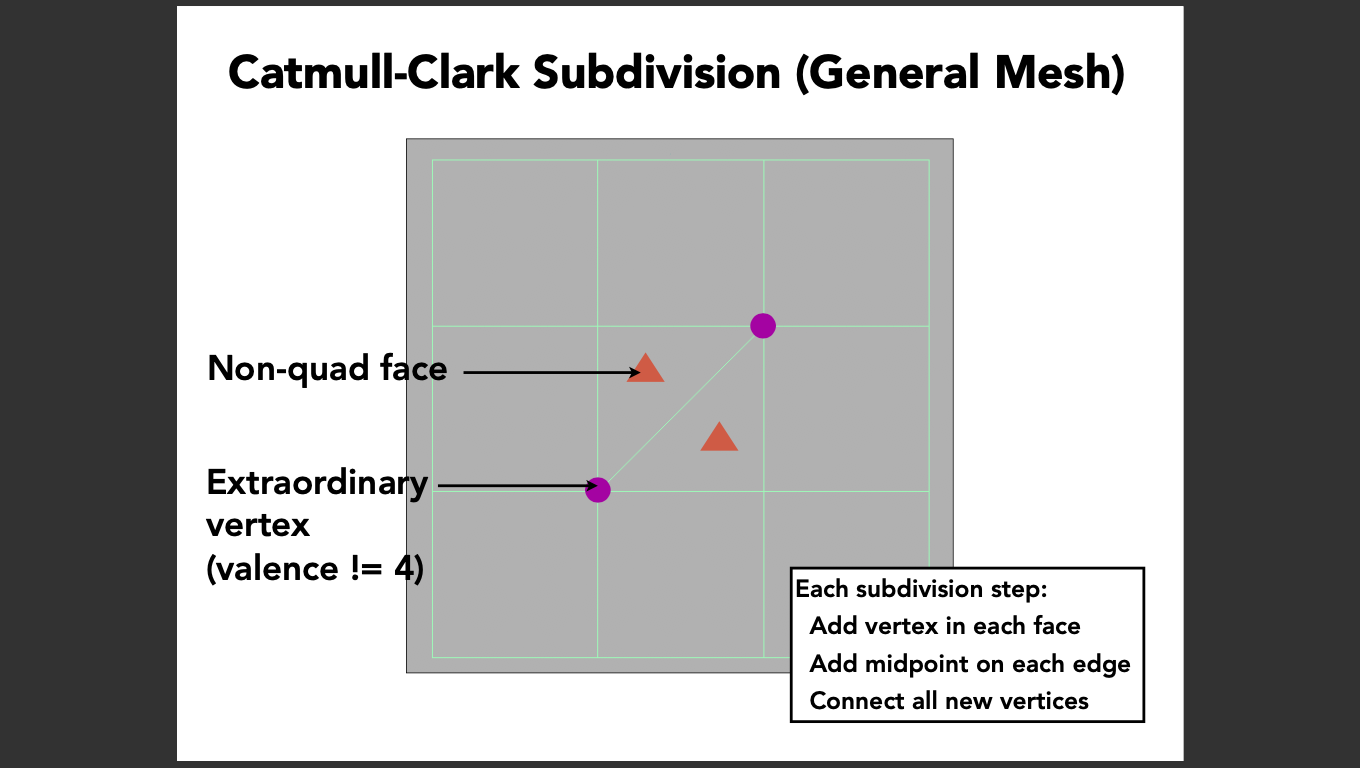 Catmull-Clark Subdivision (General Mesh)
Non-quad face
Extraordinary
vertex
(valence != 4)
Each subdivision step:
Add vertex in each face
Add midpoint on each edge
Connect all new vertices